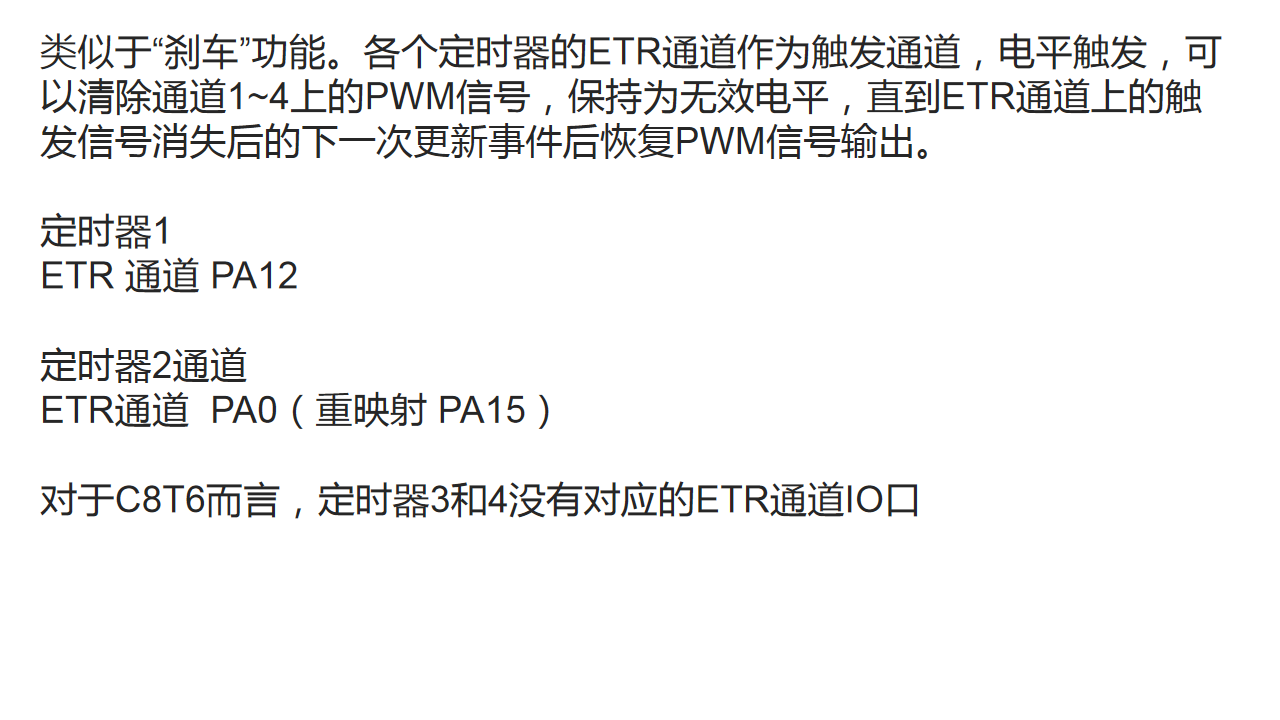 类似于“刹车”功能。各个定时器的ETR通道作为触发通道，电平触发，可
以清除通道1~4上的PWM信号，保持为无效电平，直到ETR通道上的触
发信号消失后的下一次更新事件后恢复PWM信号输出。
定时器1
ETR 通道 PA12
定时器2通道
ETR通道  PA0（重映射 PA15）
对于C8T6而言，定时器3和4没有对应的ETR通道IO口